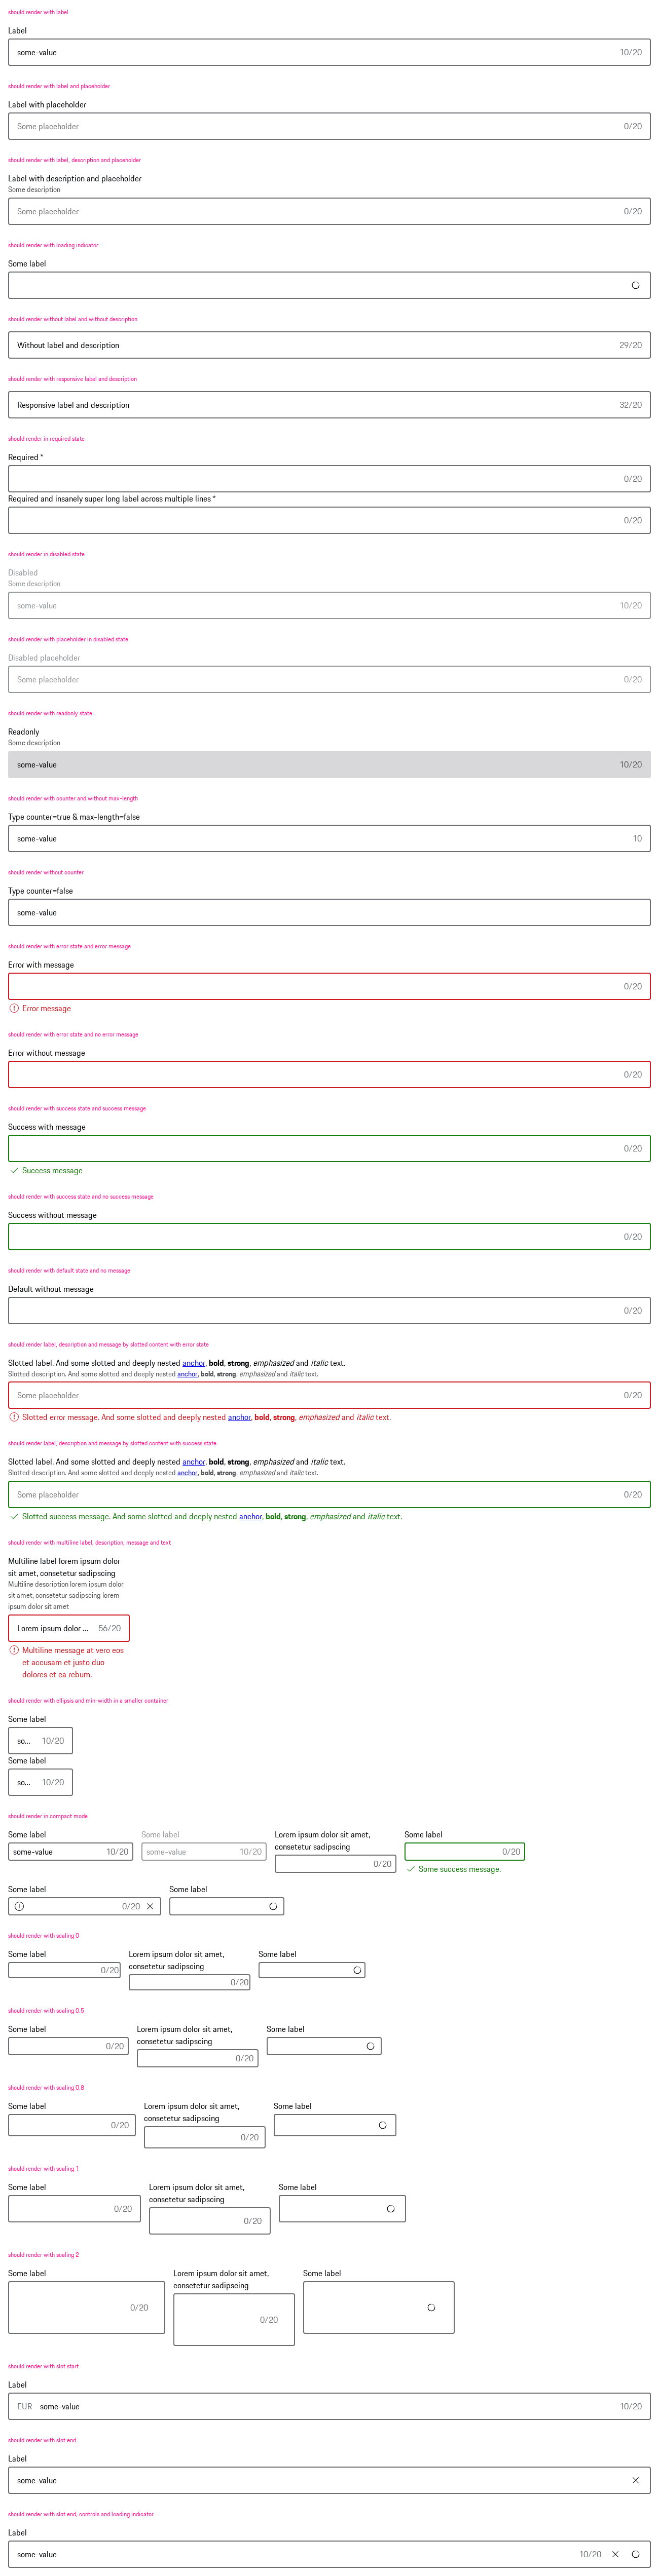 should render with label
Label
some-value 10/20
should render with label and placeholder
Label with placeholder
Some placeholder 0/20
should render with label, description and placeholder
Label with description and placeholder
Some description
Some placeholder 0/20
should render with loading indicator
Some label
should render without label and without description
Without label and description 29/20
should render with responsive label and description
Responsive label and description 32/20
should render in required state
Required *
0/20
Required and insanely super long label across multiple lines *
0/20
should render in disabled state
Disabled
Some description
some-value 10/20
should render with placeholder in disabled state
Disabled placeholder
Some placeholder 0/20
should render with readonly state
Readonly
Some description
some-value 10/20
should render with counter and without max-length
Type counter=true & max-length=false
some-value 10
should render without counter
Type counter=false
some-value
should render with error state and error message
Error with message
0/20
Error message
should render with error state and no error message
Error without message
0/20
should render with success state and success message
Success with message
0/20
Success message
should render with success state and no success message
Success without message
0/20
should render with default state and no message
Default without message
0/20
should render label, description and message by slotted content with error state
Slotted label. And some slotted and deeply nested anchor, bold, strong, emphasized and italic text.
Slotted description. And some slotted and deeply nested anchor, bold, strong, emphasized and italic text.
Some placeholder 0/20
Slotted error message. And some slotted and deeply nested anchor, bold, strong, emphasized and italic text.
should render label, description and message by slotted content with success state
Slotted label. And some slotted and deeply nested anchor, bold, strong, emphasized and italic text.
Slotted description. And some slotted and deeply nested anchor, bold, strong, emphasized and italic text.
Some placeholder 0/20
Slotted success message. And some slotted and deeply nested anchor, bold, strong, emphasized and italic text.
should render with multiline label, description, message and text
Multiline label lorem ipsum dolor
sit amet, consetetur sadipscing
Multiline description lorem ipsum dolor
sit amet, consetetur sadipscing lorem
ipsum dolor sit amet
Lorem ipsum dolor ... 56/20
Multiline message at vero eos
et accusam et justo duo
dolores et ea rebum.
should render with ellipsis and min-width in a smaller container
Some label
so... 10/20
Some label
so... 10/20
should render in compact mode
Some label Some label Lorem ipsum dolor sit amet, Some label
consetetur sadipscing
some-value 10/20 some-value 10/20 0/20 0/20
Some success message.
Some label Some label
0/20
should render with scaling 0
Some label Lorem ipsum dolor sit amet, Some label
consetetur sadipscing
0/20 0/20
should render with scaling 0.5
Some label Lorem ipsum dolor sit amet, Some label
consetetur sadipscing
0/20 0/20
should render with scaling 0.8
Some label Lorem ipsum dolor sit amet, Some label
consetetur sadipscing
0/20 0/20
should render with scaling 1
Some label Lorem ipsum dolor sit amet, Some label
consetetur sadipscing
0/20 0/20
should render with scaling 2
Some label Lorem ipsum dolor sit amet, Some label
consetetur sadipscing
0/20 0/20
should render with slot start
Label
EUR some-value 10/20
should render with slot end
Label
some-value
should render with slot end, controls and loading indicator
Label
some-value 10/20